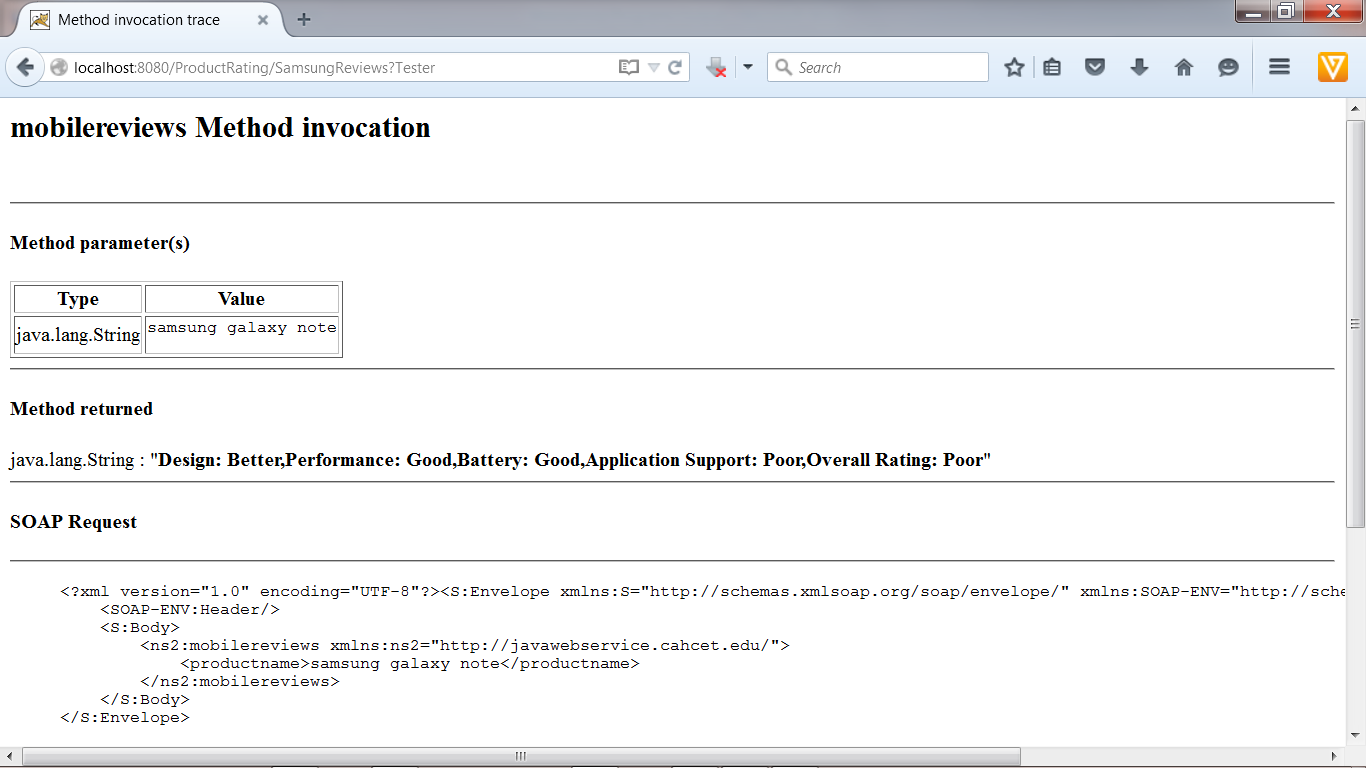 Method invocation trace
localhost:8080/ProductRating/SamsungReviews?Tester
Search
mobilereviews Method invocation
Method parameter(s)
Type Value
java.lang.String samsung galaxy note
Method returned
java.lang.String : "Design: Better,Performance: Good,Battery: Good,Application Support: Poor,Overall Rating: Poor"
SOAP Request
<?xml version="1.0" encoding="UTF-8"?><S:Envelope xmlns:S="http://schemas.xmlsoap.org/soap/envelope/" xmlns:SOAP-ENV="http://sche
<SOAP-ENV:Header/>
<S:Body>
<ns2:mobilereviews xmlns:ns2="http://javawebservice.cahcet.edu/">
<productname>samsung galaxy note</productname>
</ns2:mobilereviews>
</S:Body>
</S:Envelope>